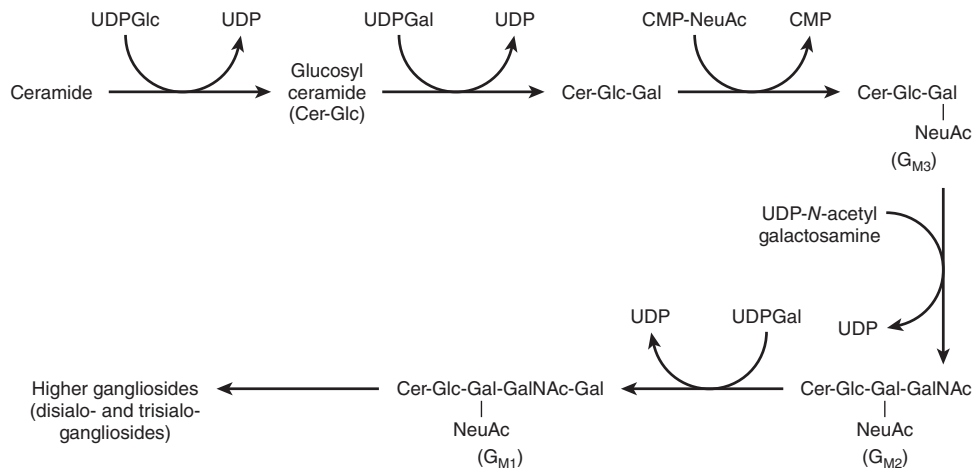 UDPGlc
UDP
UDPGal
UDP
CMP-NeuAc
CMP
Ceramide
Glucosyl
ceramide
(Cer-Glc)
Cer-Glc-Gal
Cer-Glc-Gal
NeuAc
(GM3)
UDP-N-acetyl
galactosamine
UDP
UDP
UDPGal
Higher gangliosides
(disialo- and trisialo-
gangliosides)
Cer-Glc-Gal-GalNAc-Gal
NeuAc
(GM1)
Cer-Glc-Gal-GalNAc
NeuAc
(GM2)